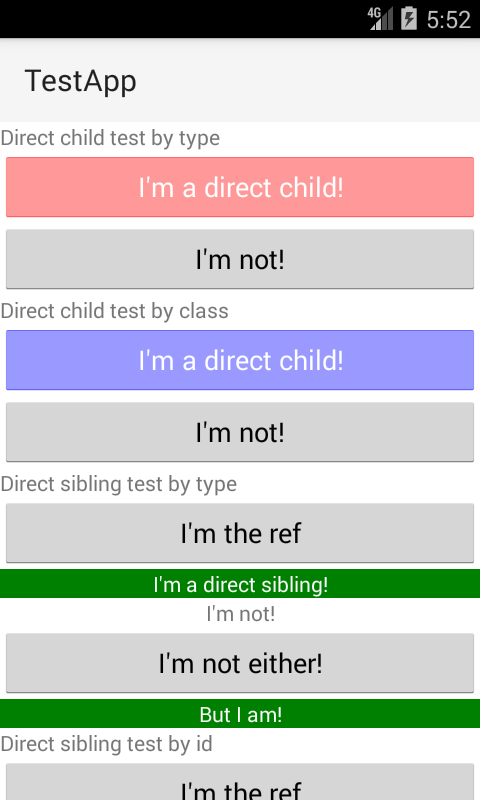 4G 5:52
TestApp
Direct child test by type
I'm a direct child!
I'm not!
Direct child test by class
I'm a direct child!
I'm not!
Direct sibling test by type
I'm the ref
I'm a direct sibling!
I'm not!
I'm not either!
But I am!
Direct sibling test by id
I'm the ref